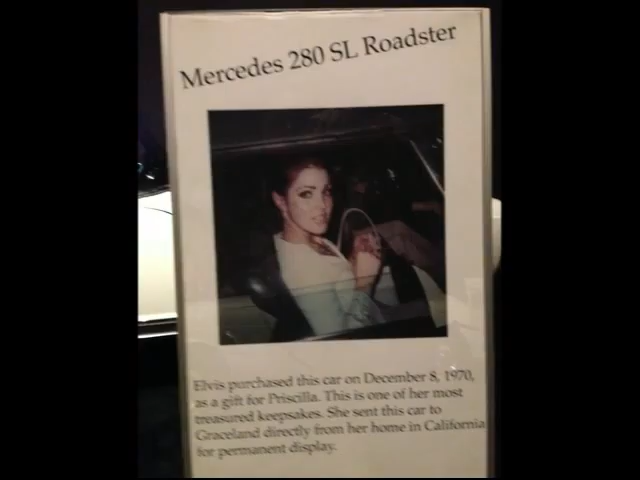 Mercedes 280 SL Roadster
Elvis purchased this car on December 8, 1970,
as a gift for Priscilla. This is one of her most
treasured keepsakes. She sent this car to
Graceland directly from her home in California
for permanent display.